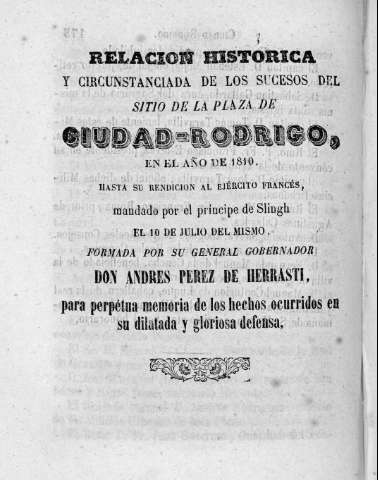 RELACION HISTORICA
Y CIRCUNSTANCIADA DE LOS SUCESOS DEL
SITIO DE LA PLAZA DE
CIUDAD-RODRIGO,
EN EL AÑO DE 1810.
HASTA SU RENDICION AL EJÉRCITO FRANCÉS,
mandado por el principe de Slingh
EL 10 DE JULIO DEL MISMO.
FORMADA POR SU GENERAL GOBERNADOR
DON ANDRES PEREZ DE HERRASTI,
para perpétua memoria de los hechos ocurridos en
su dilatada y gloriosa defensa.